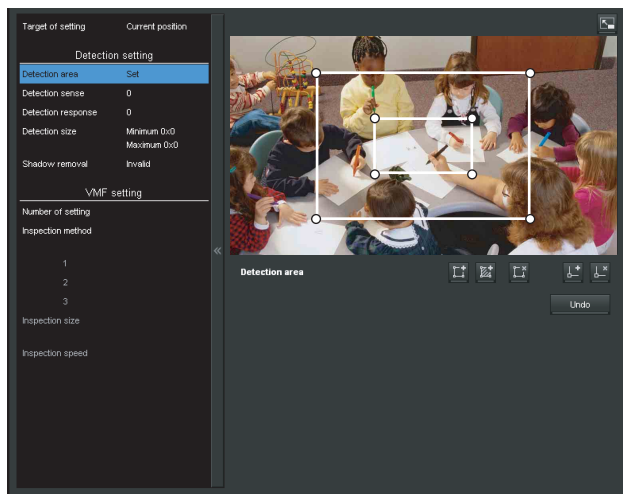 Target of setting Current position
Detection setting
Detection area Set
Detection sense 0
Detection response 0
Detection size Minimum 0x0
Maximum 0x0
Shadow removal Invalid
VMF setting
Number of setting
Inspection method
1
2
3
Inspection size
Inspection speed
«
Detection area
Undo